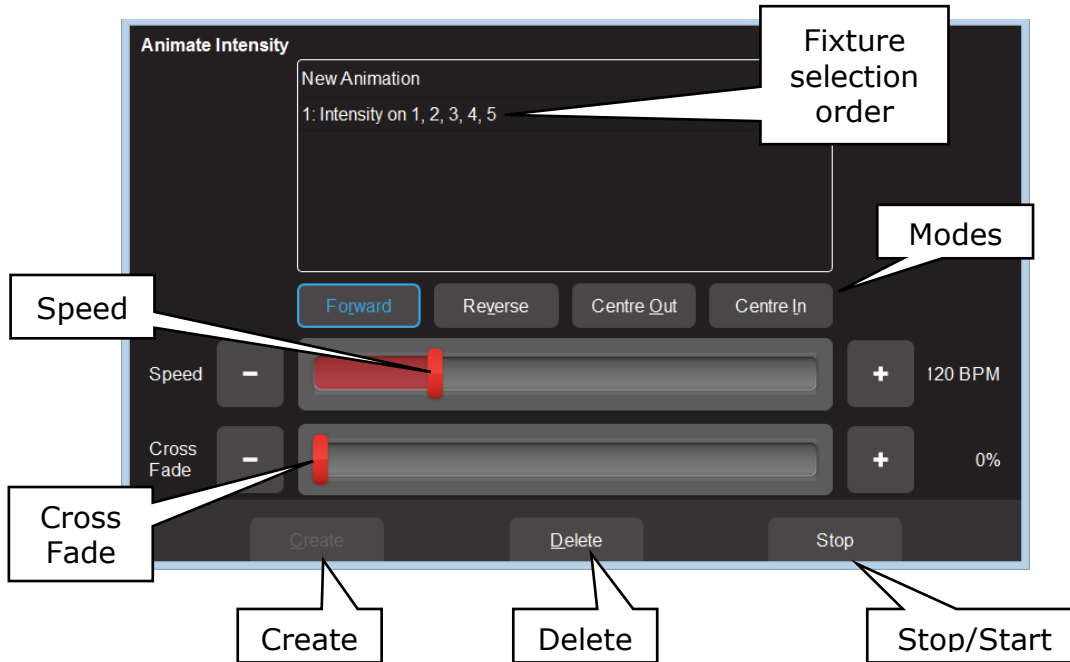 Animate Intensity
New Animation
1: Intensity on 1, 2, 3, 4, 5
Fixture
selection
order
Modes
Speed
Forward
Reverse
Centre Out
Centre In
Speed
-
+
120 BPM
Cross
Fade
-
+
0%
Cross
Fade
Create
Delete
Stop
Create
Delete
Stop/Start